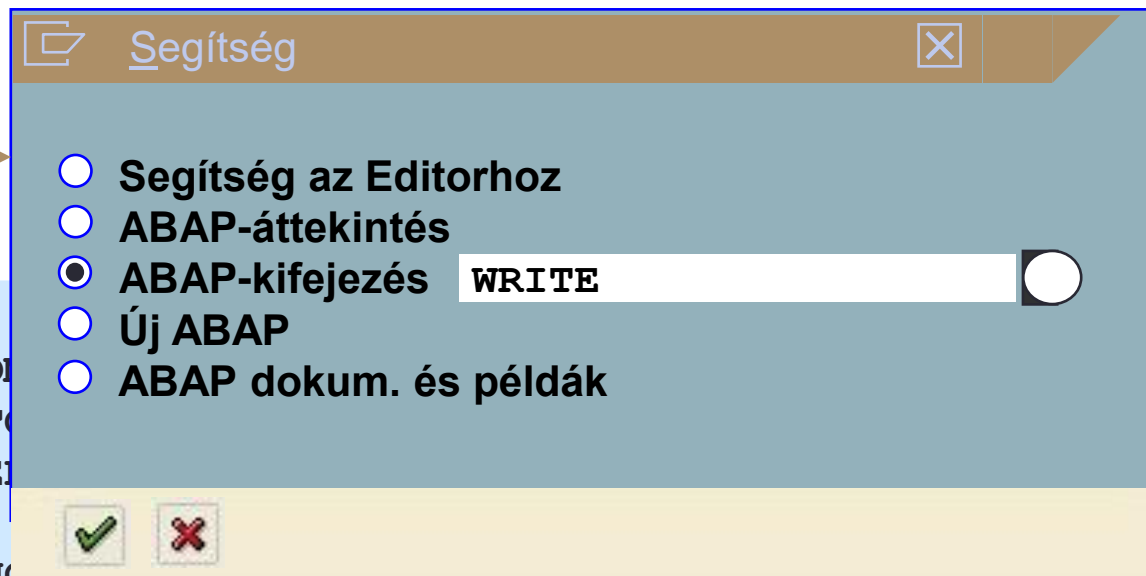 Segítség
Segítség az Editorhoz
ABAP-áttekintés
ABAP-kifejezés WRITE
Új ABAP
ABAP dokum. és példák